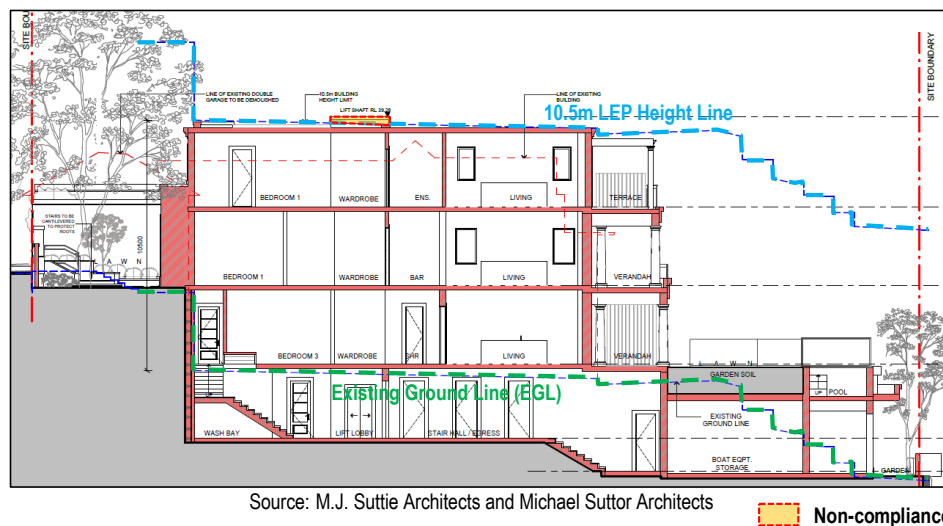 SITE BOU
LINE OF EXISTING DOUBLE
GARAGE TO BE DEMOLISHED
10.5m BUILDING
HEIGHT LIMIT
LIFT SHAFT RL 39.28
LINE OF EXISTING
BUILDING
10.5m LEP Height Line
SITE BOUNDARY
BEDROOM 1
WARDROBE
ENS.
LIVING
TERRACE
STAIRS TO BE
CANTILEVERED
TO PROTECT
ROOTS
A W N
10500
BEDROOM 1
WARDROBE
BAR
LIVING
VERANDAH
BEDROOM 3
WARDROBE
LIVING
VERANDAH
L A W N
GARDEN SOIL
Existing Ground Line (EGL)
UP
POOL
EXISTING
GROUND LINE
WASH BAY
LIFT LOBBY
STAIR HALL / EGRESS
BOAT EQPT.
STORAGE
GARDEN
Source: M.J. Suttie Architects and Michael Suttor Architects
Non-compliance